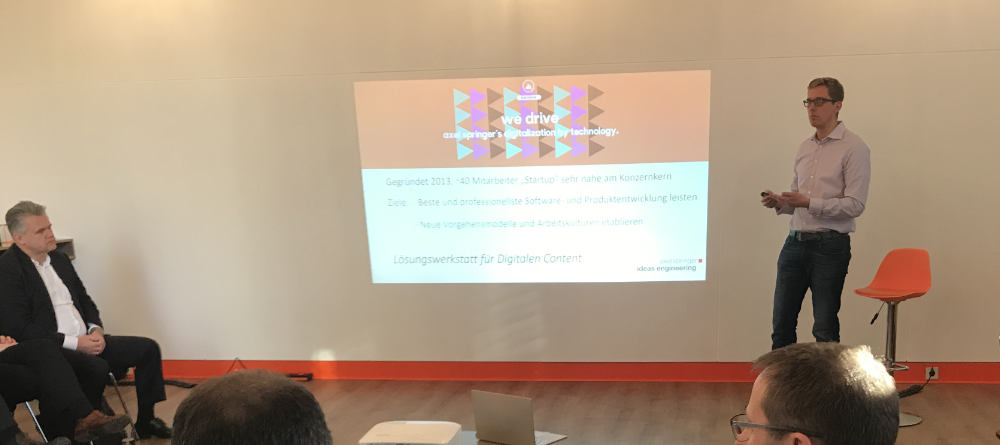 we drive
axel springer's digitalization by technology.
Gegründet 2013, ~40 Mitarbeiter „Startup" sehr nahe am Konzernkern
Ziele: Beste und professionellste Software- und Produktentwicklung leisten
Neue Vorgehensmodelle und Arbeitskulturen etablieren
Lösungswerkstatt für Digitalen Content
axel springer
ideas engineering